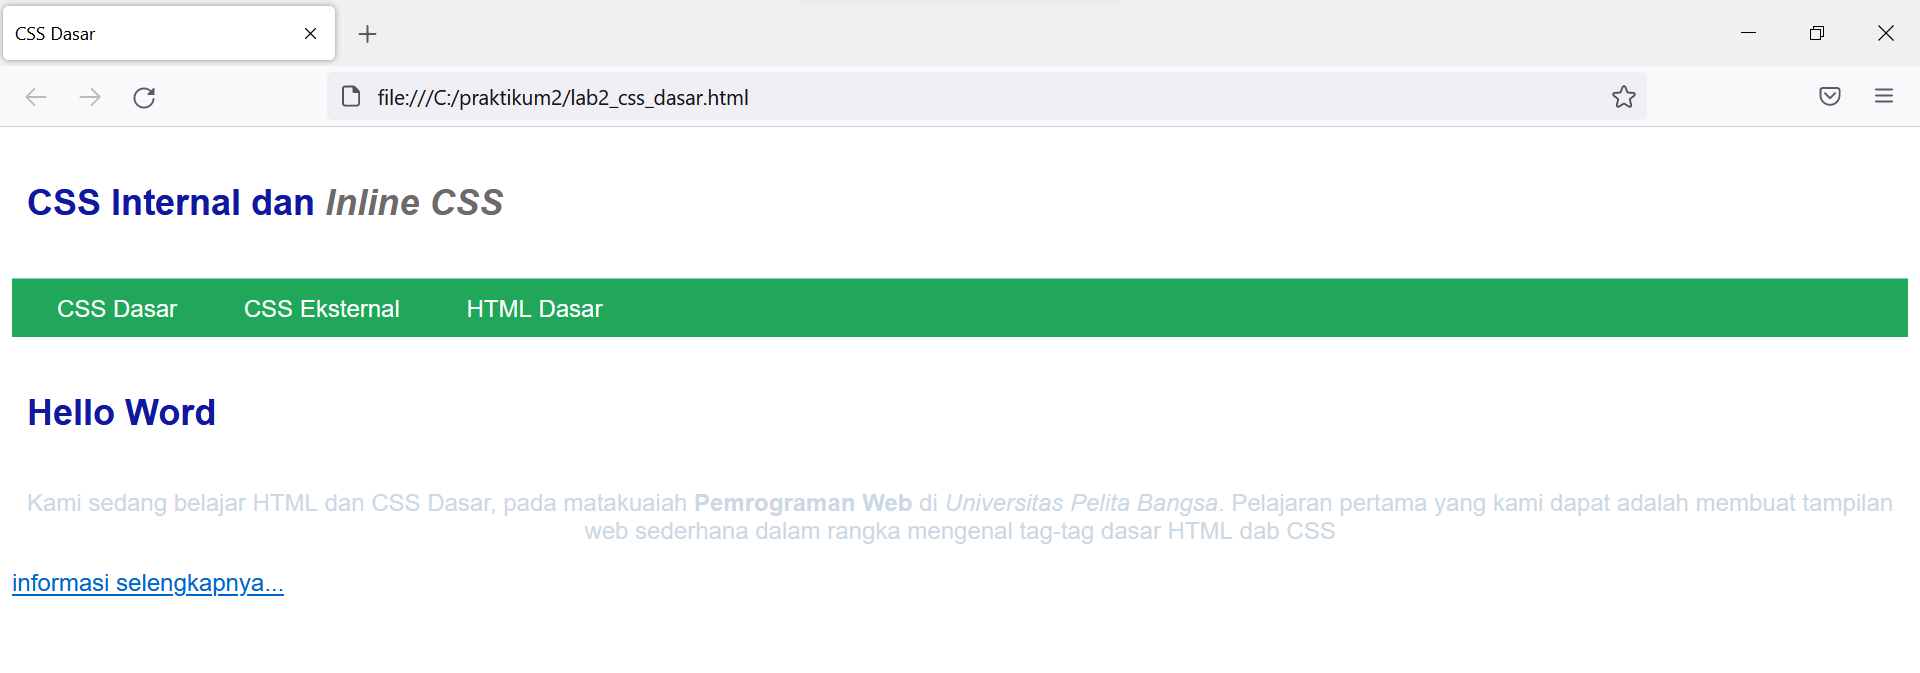 CSS Dasar
file:///C:/praktikum2/lab2_css_dasar.html
CSS Internal dan Inline CSS
CSS Dasar CSS Eksternal HTML Dasar
Hello Word
Kami sedang belajar HTML dan CSS Dasar, pada matakuaiah Pemrograman Web di Universitas Pelita Bangsa. Pelajaran pertama yang kami dapat adalah membuat tampilan
web sederhana dalam rangka mengenal tag-tag dasar HTML dab CSS
informasi selengkapnya...